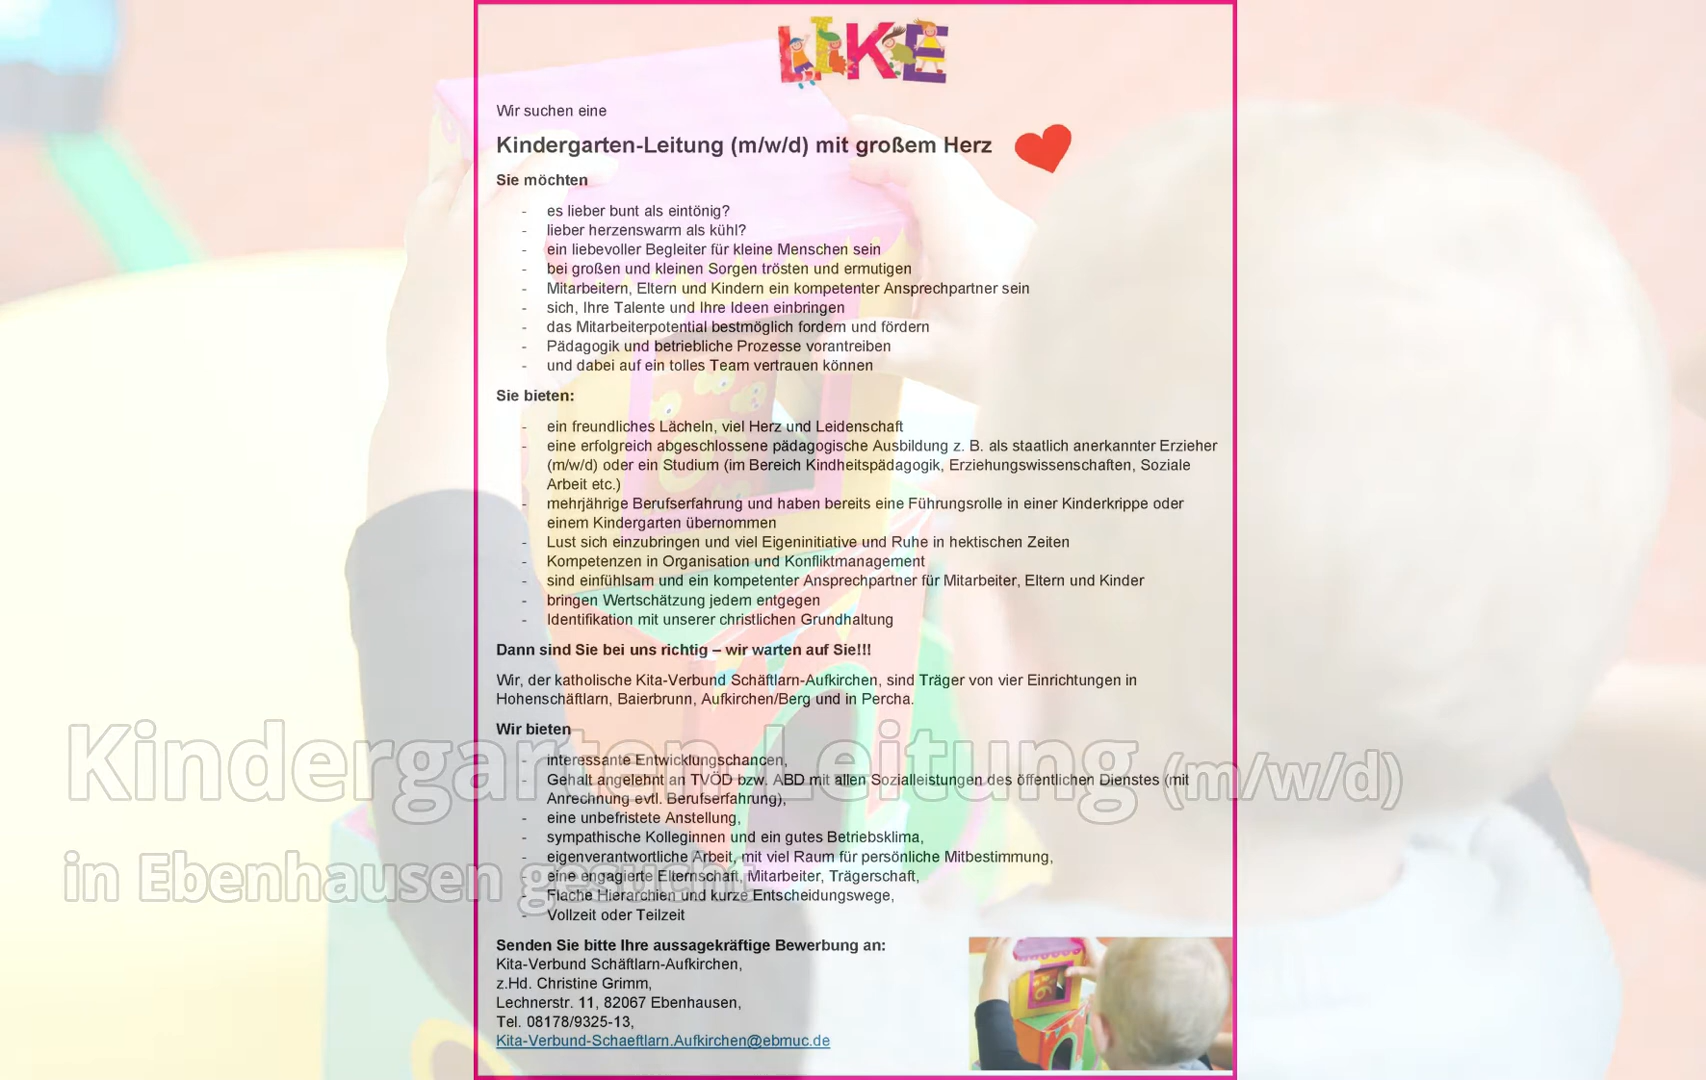 LIKE
Wir suchen eine
Kindergarten-Leitung (m/w/d) mit großem Herz
Sie möchten
- es lieber bunt als eintönig?
- lieber herzenswarm als kühl?
- ein liebevoller Begleiter für kleine Menschen sein
- bei großen und kleinen Sorgen trösten und ermutigen
- Mitarbeitern, Eltern und Kindern ein kompetenter Ansprechpartner sein
- sich, Ihre Talente und Ihre Ideen einbringen
- das Mitarbeiterpotential bestmöglich fordern und fördern
- Pädagogik und betriebliche Prozesse vorantreiben
- und dabei auf ein tolles Team vertrauen können
Sie bieten:
- ein freundliches Lächeln, viel Herz und Leidenschaft
- eine erfolgreich abgeschlossene pädagogische Ausbildung z. B. als staatlich anerkannter Erzieher
(m/w/d) oder ein Studium (im Bereich Kindheitspädagogik, Erziehungswissenschaften, Soziale
Arbeit etc.)
- mehrjährige Berufserfahrung und haben bereits eine Führungsrolle in einer Kinderkrippe oder
einem Kindergarten übernommen
- Lust sich einzubringen und viel Eigeninitiative und Ruhe in hektischen Zeiten
- Kompetenzen in Organisation und Konfliktmanagement
- sind einfühlsam und ein kompetenter Ansprechpartner für Mitarbeiter, Eltern und Kinder
- bringen Wertschätzung jedem entgegen
- Identifikation mit unserer christlichen Grundhaltung
Dann sind Sie bei uns richtig – wir warten auf Sie!!!
Wir, der katholische Kita-Verbund Schäftlarn-Aufkirchen, sind Träger von vier Einrichtungen in
Hohenschäftlarn, Baierbrunn, Aufkirchen/Berg und in Percha.
Wir bieten
- interessante Entwicklungschancen,
- Gehalt angelehnt an TVÖD bzw. ABD mit allen Sozialleistungen des öffentlichen Dienstes (mit
Anrechnung evtl. Berufserfahrung),
- eine unbefristete Anstellung,
- sympathische Kolleginnen und ein gutes Betriebsklima,
- eigenverantwortliche Arbeit, mit viel Raum für persönliche Mitbestimmung,
- eine engagierte Elternschaft, Mitarbeiter, Trägerschaft,
- Flache Hierarchien und kurze Entscheidungswege,
- Vollzeit oder Teilzeit
Kindergarten-Leitung (m/w/d)
in Ebenhausen gesucht
Senden Sie bitte Ihre aussagekräftige Bewerbung an:
Kita-Verbund Schäftlarn-Aufkirchen,
z.Hd. Christine Grimm,
Lechnerstr. 11, 82067 Ebenhausen,
Tel. 08178/9325-13,
Kita-Verbund-Schaeftlarn.Aufkirchen@ebmuc.de